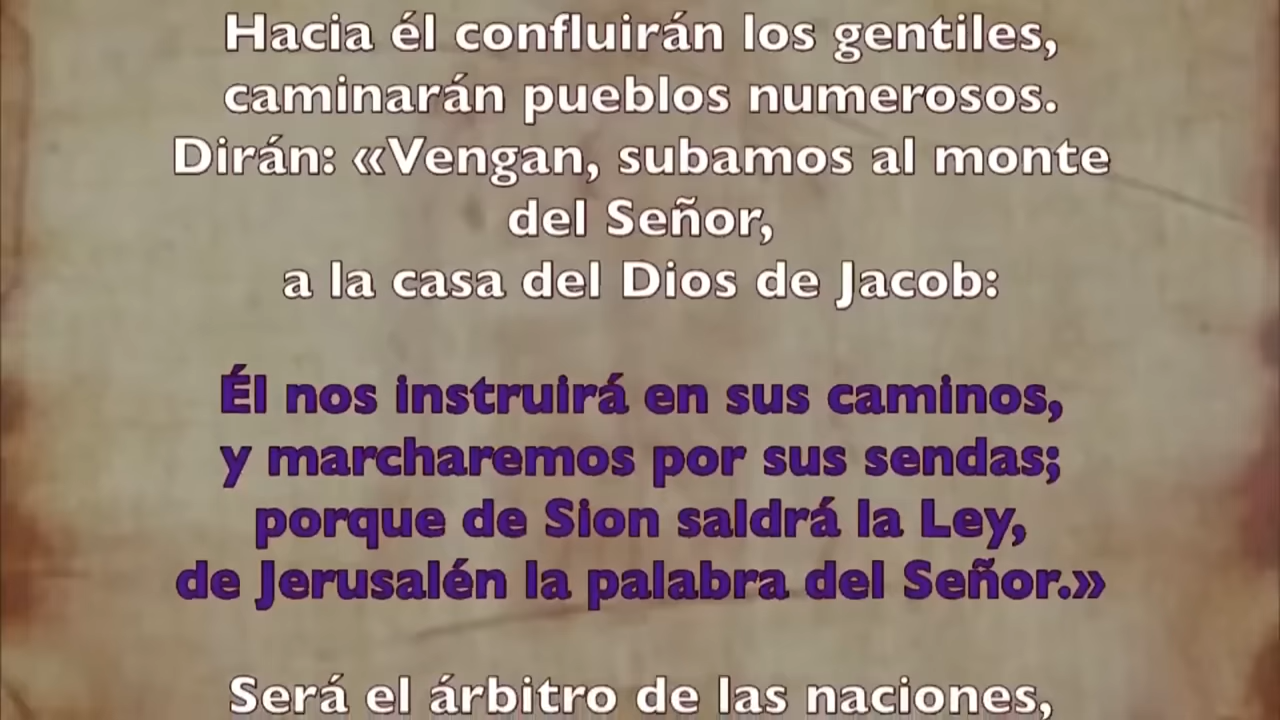 Hacia él confluirán los gentiles,
caminarán pueblos numerosos.
Dirán: «Vengan, subamos al monte
del Señor,
a la casa del Dios de Jacob:
Él nos instruirá en sus caminos,
y marcharemos por sus sendas;
porque de Sion saldrá la Ley,
de Jerusalén la palabra del Señor.»
Será el árbitro de las naciones,